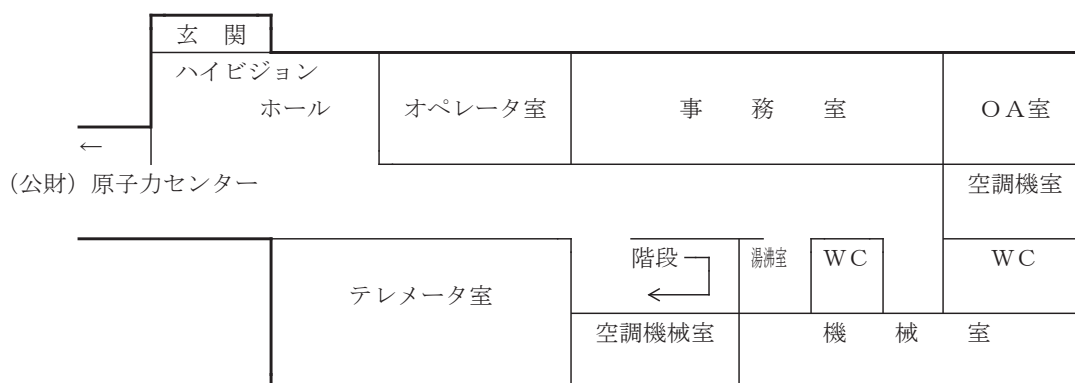 玄 関
ハイビジョン
ホール
オペレータ室
事 務 室
OA室
←
(公財)原子力センター
空調機室
階段
湯沸室
WC
WC
テレメータ室
空調機械室
機 械 室